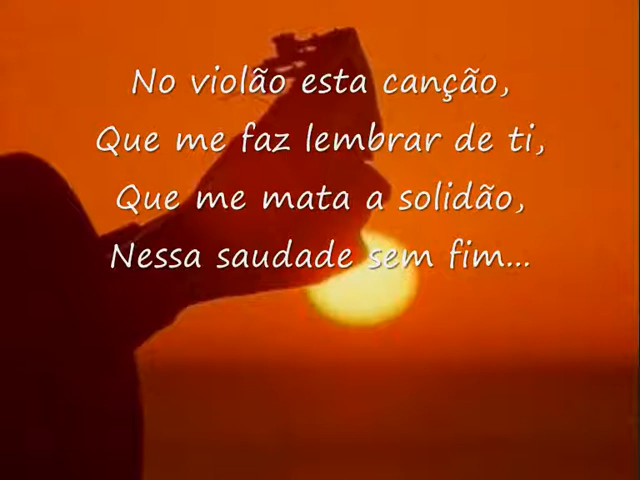 No violão esta canção,
Que me faz lembrar de ti,
Que me mata a solidão,
Nessa saudade sem fim...